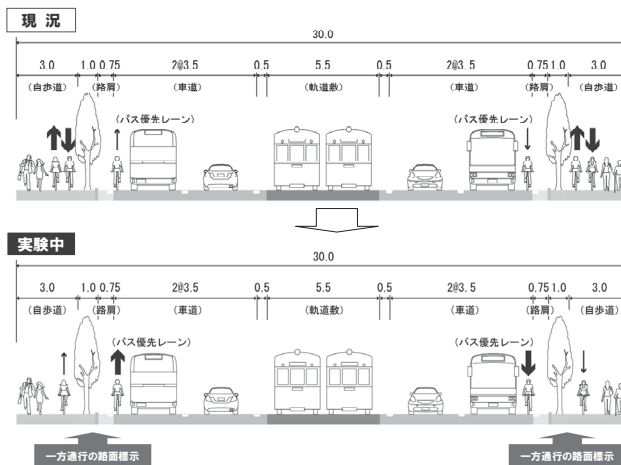 現 況
30.0
3.0 1.0 0.75 2@3.5 0.5 5.5 0.5 2@3.5 0.75 1.0 3.0
(自歩道) (路肩) (車道) (軌道敷) (車道) (路肩) (自歩道)
(バス優先レーン) (バス優先レーン)
実験中
30.0
3.0 1.0 0.75 2@3.5 0.5 5.5 0.5 2@3.5 0.75 1.0 3.0
(自歩道) (路肩) (車道) (軌道敷) (車道) (路肩) (自歩道)
(バス優先レーン) (バス優先レーン)
一方通行の路面標示 一方通行の路面標示